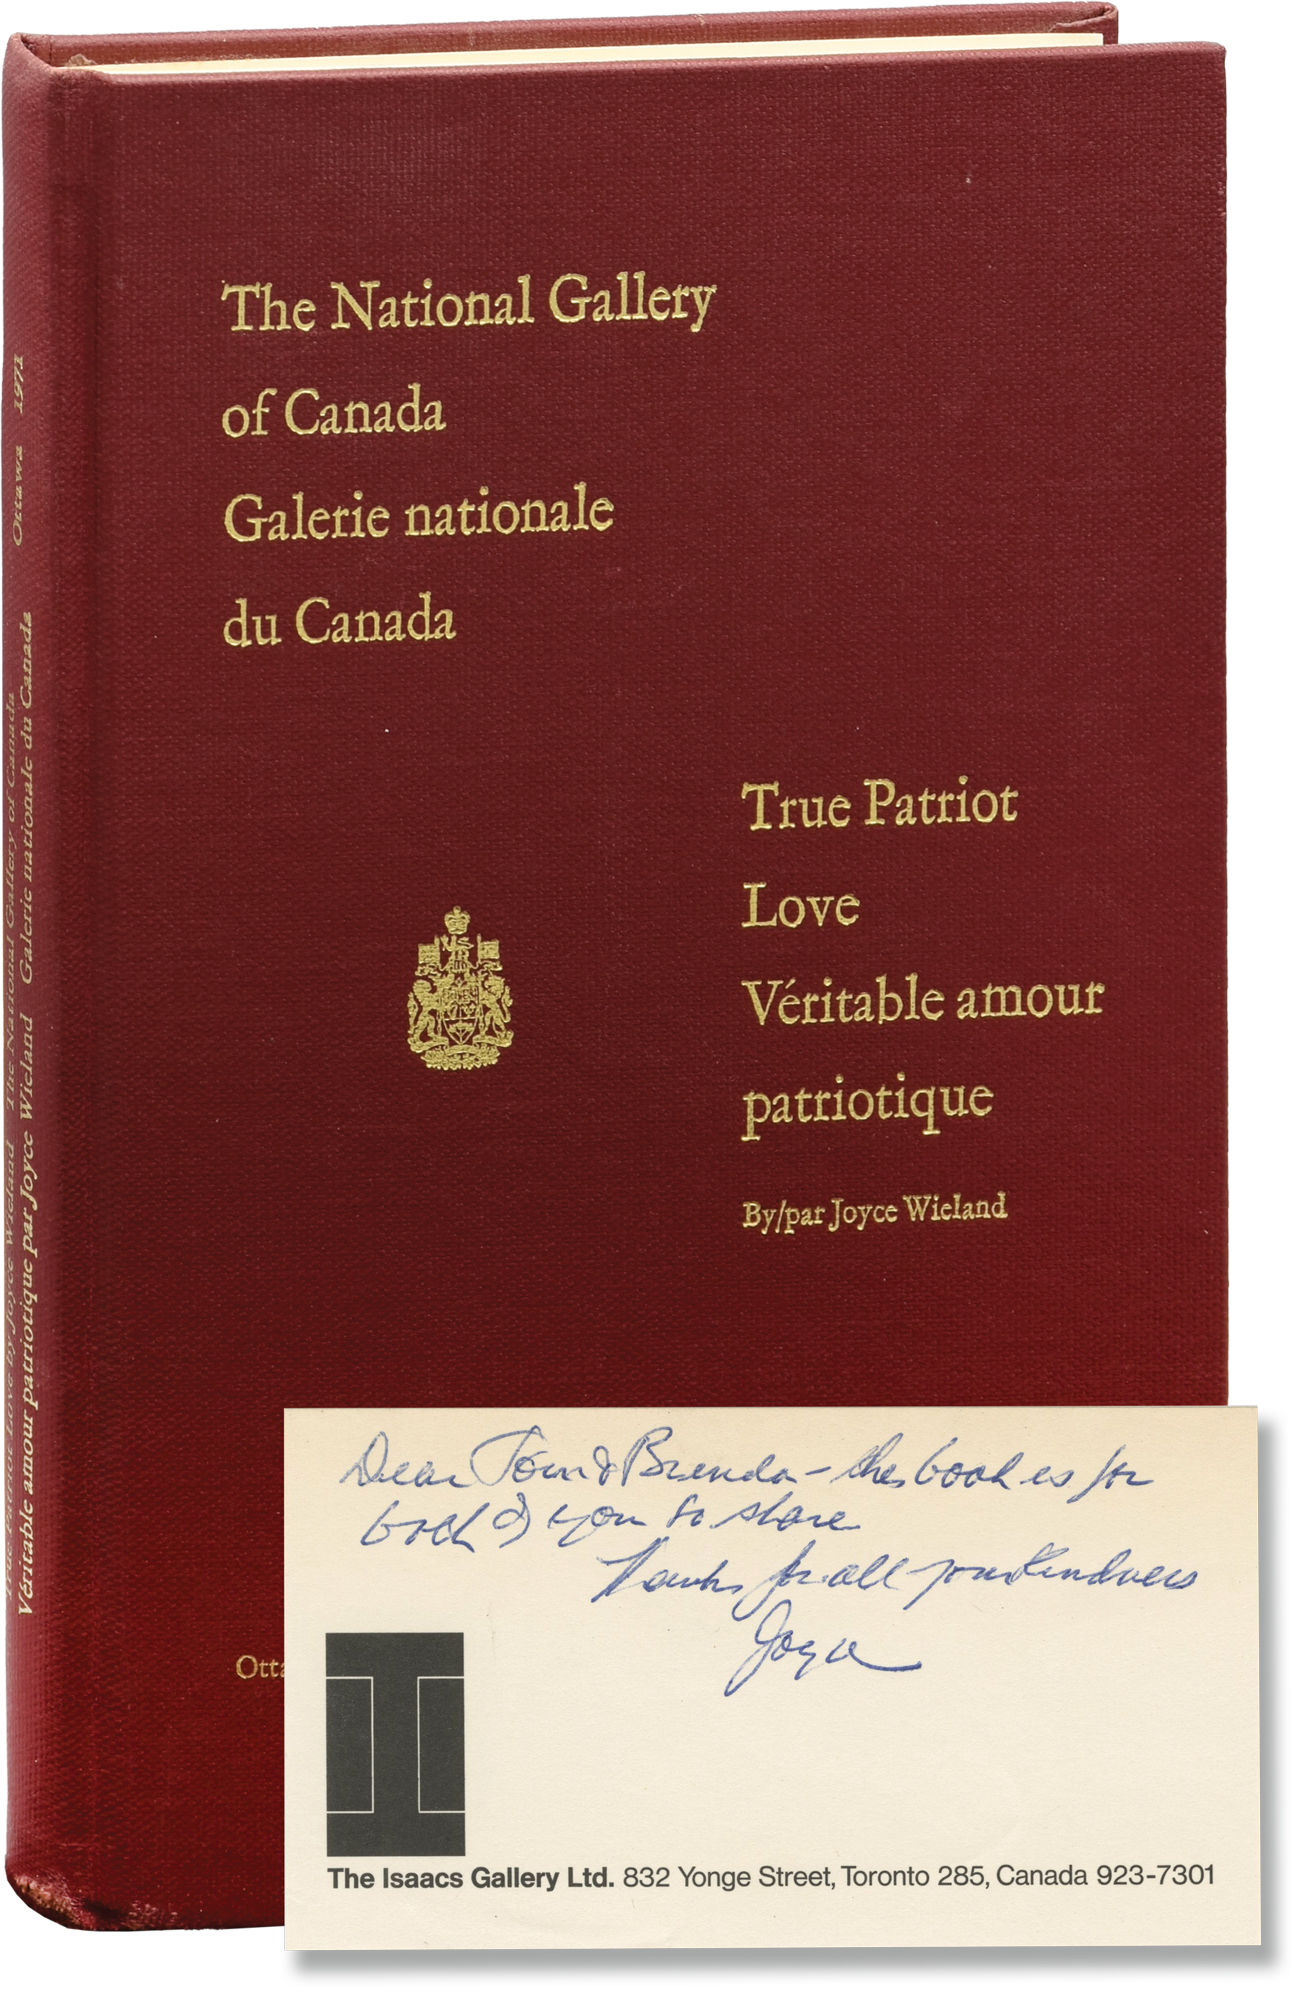 The National Gallery
of Canada
Galerie nationale
du Canada
True Patriot
Love
Véritable amour
patriotique
By/par Joyce Wieland
Otta
True Patriot Love by Joyce Wieland The National Gallery of Canada
Véritable amour patriotique par Joyce Wieland Galerie nationale du Canada Ottawa 1971
Dear Tom & Brenda - this book is for
both of you to share
Thanks for all your kindness
Joyce
The Isaacs Gallery Ltd. 832 Yonge Street, Toronto 285, Canada 923-7301